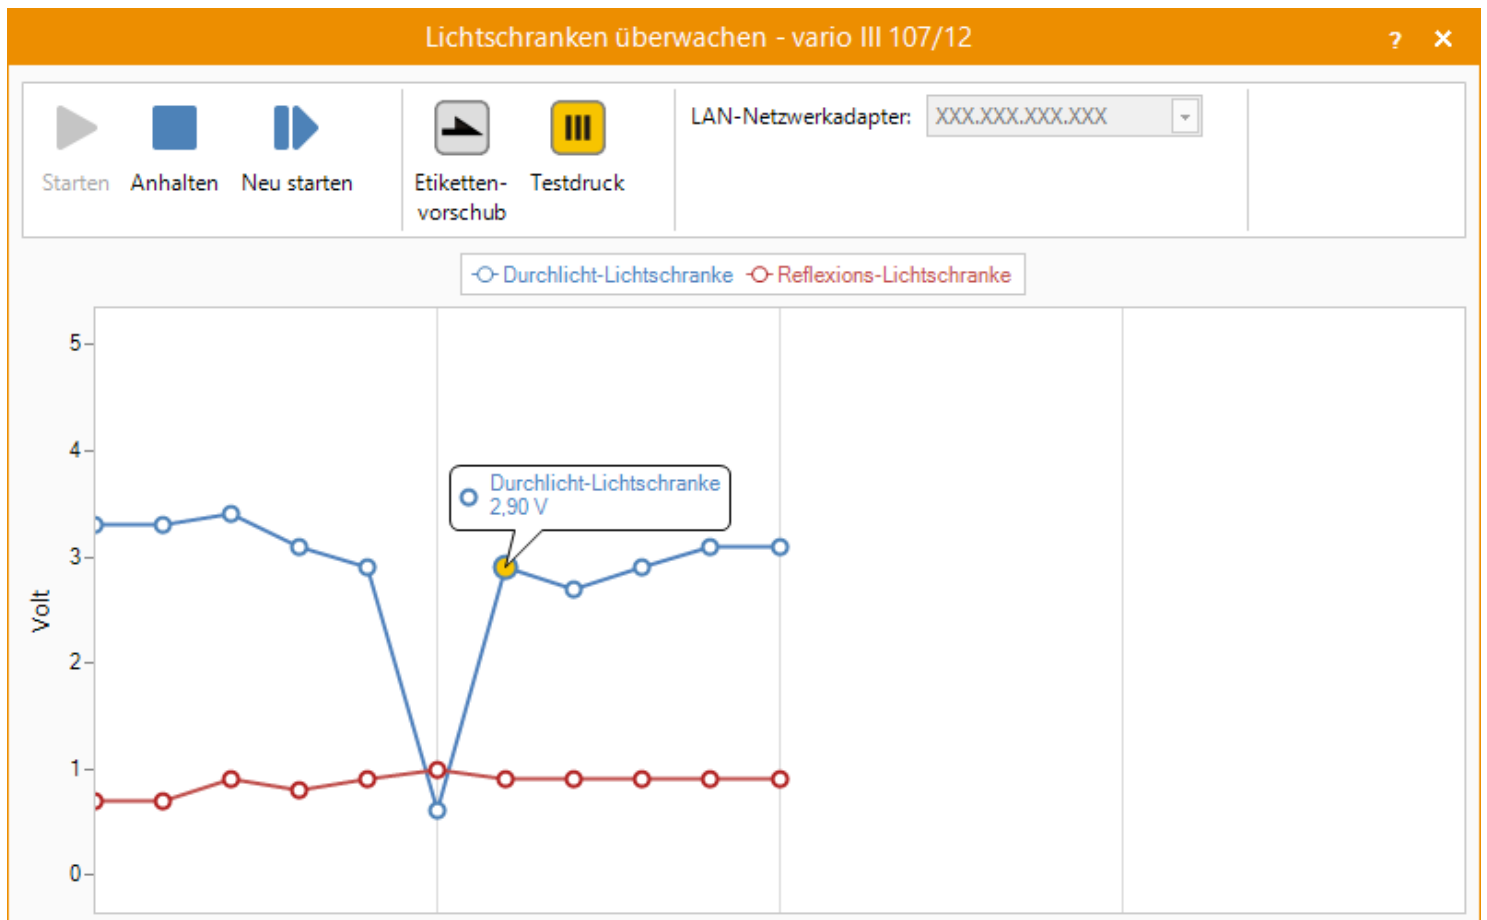 Lichtschranken überwachen - vario III 107/12
?
Starten
Anhalten
Neu starten
Etiketten-
vorschub
Testdruck
LAN-Netzwerkadapter:
XXX.XXX.XXX.XXX
Durchlicht-Lichtschranke
Reflexions-Lichtschranke
5
4
Durchlicht-Lichtschranke
2,90 V
3
Volt
2
1
0